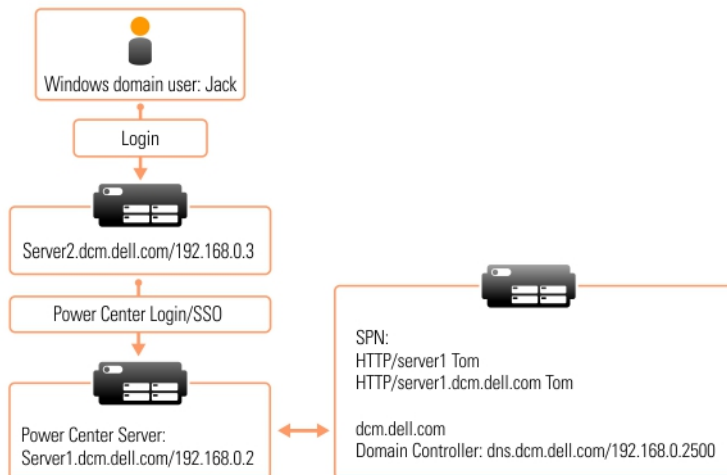 Windows domain user: Jack
Login
Server2.dcm.dell.com/192.168.0.3
Power Center Login/SSO
Power Center Server:
Server1.dcm.dell.com/192.168.0.2
SPN:
HTTP/server1 Tom
HTTP/server1.dcm.dell.com Tom
dcm.dell.com
Domain Controller: dns.dcm.dell.com/192.168.0.2500